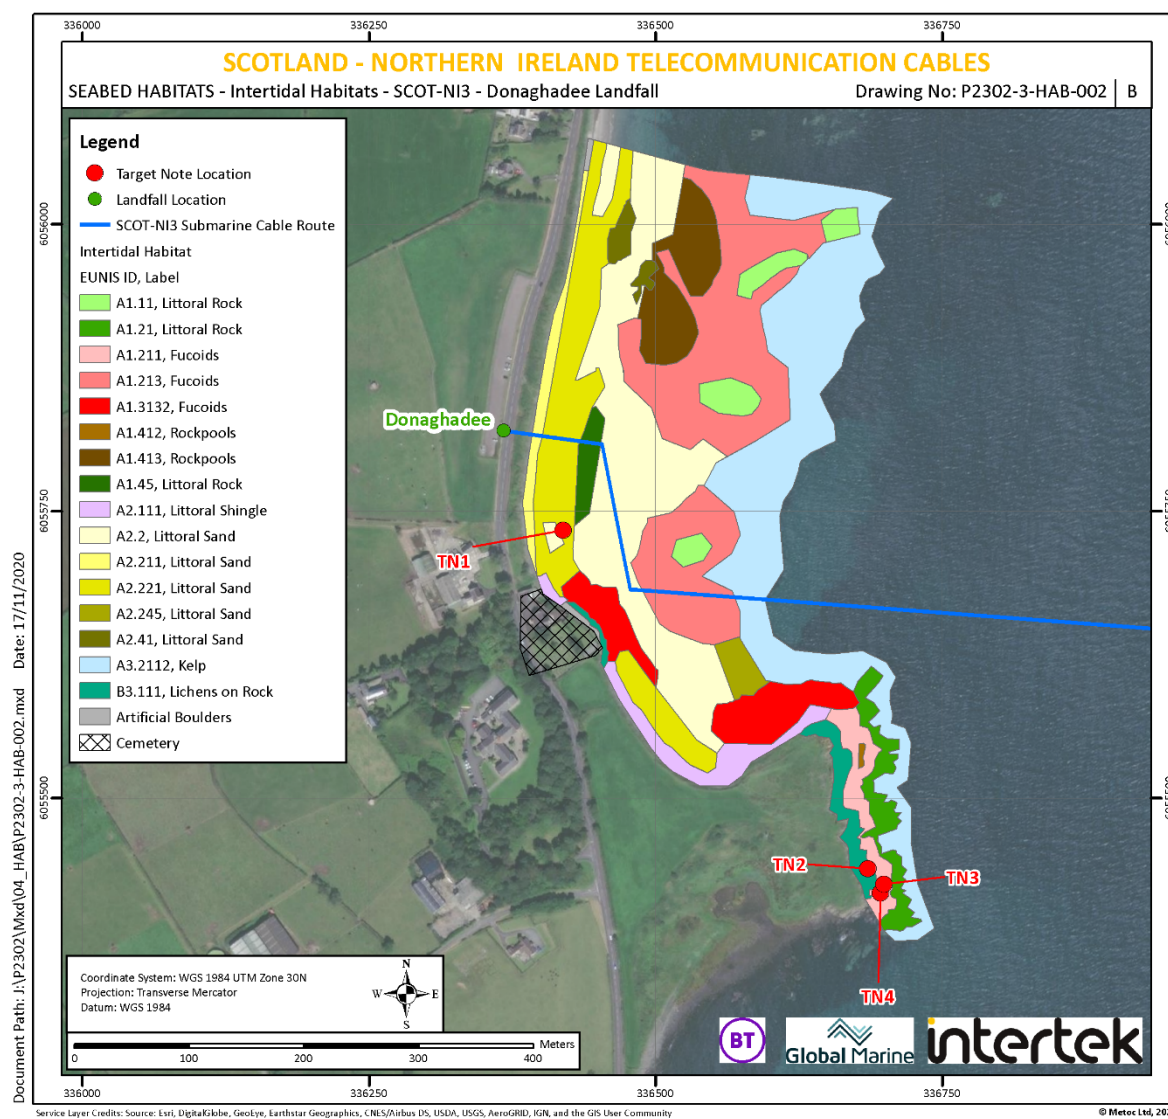 336000 336250 336500 336750
SCOTLAND - NORTHERN IRELAND TELECOMMUNICATION CABLES
SEABED HABITATS - Intertidal Habitats - SCOT-NI3 - Donaghadee Landfall
Drawing No: P2302-3-HAB-002 B
Legend
Target Note Location
Landfall Location
SCOT-NI3 Submarine Cable Route
Intertidal Habitat
EUNIS ID, Label
A1.11, Littoral Rock
A1.21, Littoral Rock
A1.211, Fucoids
A1.213, Fucoids
A1.3132, Fucoids
A1.412, Rockpools
A1.413, Rockpools
A1.45, Littoral Rock
A2.111, Littoral Shingle
A2.2, Littoral Sand
A2.211, Littoral Sand
A2.221, Littoral Sand
A2.245, Littoral Sand
A2.41, Littoral Sand
A3.2112, Kelp
B3.111, Lichens on Rock
Artificial Boulders
Cemetery
6056000
6055750
6055500
6056000
6055750
6055500
Donaghadee
TN1
TN2
TN3
TN4
Coordinate System: WGS 1984 UTM Zone 30N
Projection: Transverse Mercator
Datum: WGS 1984
N
W E
S
Meters
0 100 200 300 400
BT
Global Marine
intertek
336000 336250 336500 336750
Document Path: J:\P2302\Mxd\04_HAB\P2302-3-HAB-002.mxd Date: 17/11/2020
Service Layer Credits: Source: Esri, DigitalGlobe, GeoEye, Earthstar Geographics, CNES/Airbus DS, USDA, USGS, AeroGRID, IGN, and the GIS User Community
© Metoc Ltd,